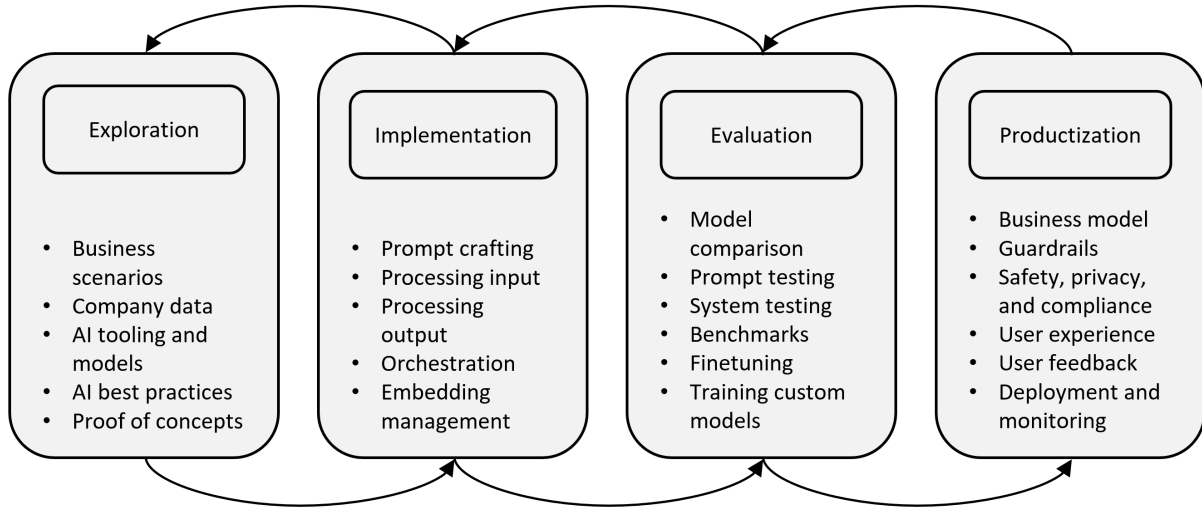 Exploration
• Business
scenarios
• Company data
• AI tooling and
models
• AI best practices
• Proof of concepts
Implementation
• Prompt crafting
• Processing input
• Processing
output
• Orchestration
• Embedding
management
Evaluation
• Model
comparison
• Prompt testing
• System testing
• Benchmarks
• Finetuning
• Training custom
models
Productization
• Business model
• Guardrails
• Safety, privacy,
and compliance
• User experience
• User feedback
• Deployment and
monitoring